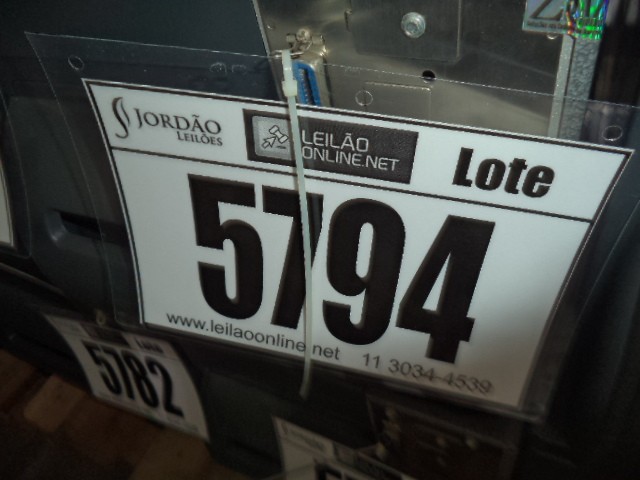 JORDÃO
LEILÕES
LEILÃO
ONLINE.NET
Lote
5794
www.leilaoonline.net
11 3034-4539
5782